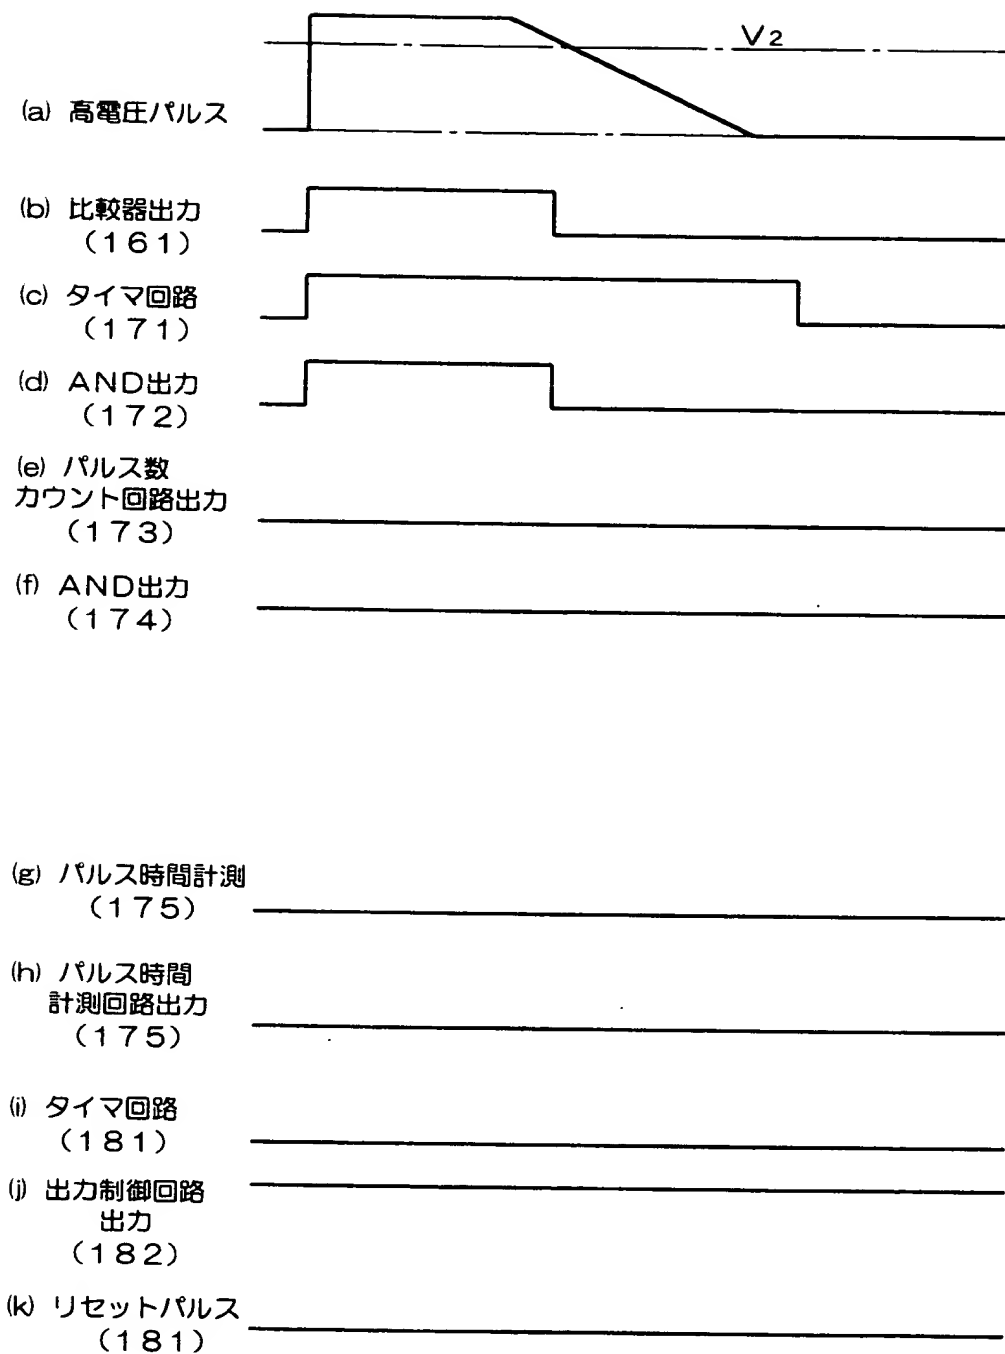 V2
(a) 高電圧パルス
(b) 比較器出力
(161)
(c) タイマ回路
(171)
(d) AND出力
(172)
(e) パルス数
カウント回路出力
(173)
(f) AND出力
(174)
(g) パルス時間計測
(175)
(h) パルス時間
計測回路出力
(175)
(i) タイマ回路
(181)
(j) 出力制御回路
出力
(182)
(k) リセットパルス
(181)